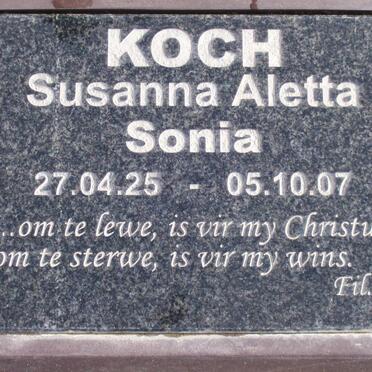 KOCH
Susanna Aletta
Sonia
27.04.25 - 05.10.07
...om te lewe, is vir my Christu
om te sterwe, is vir my wins.
Fil.